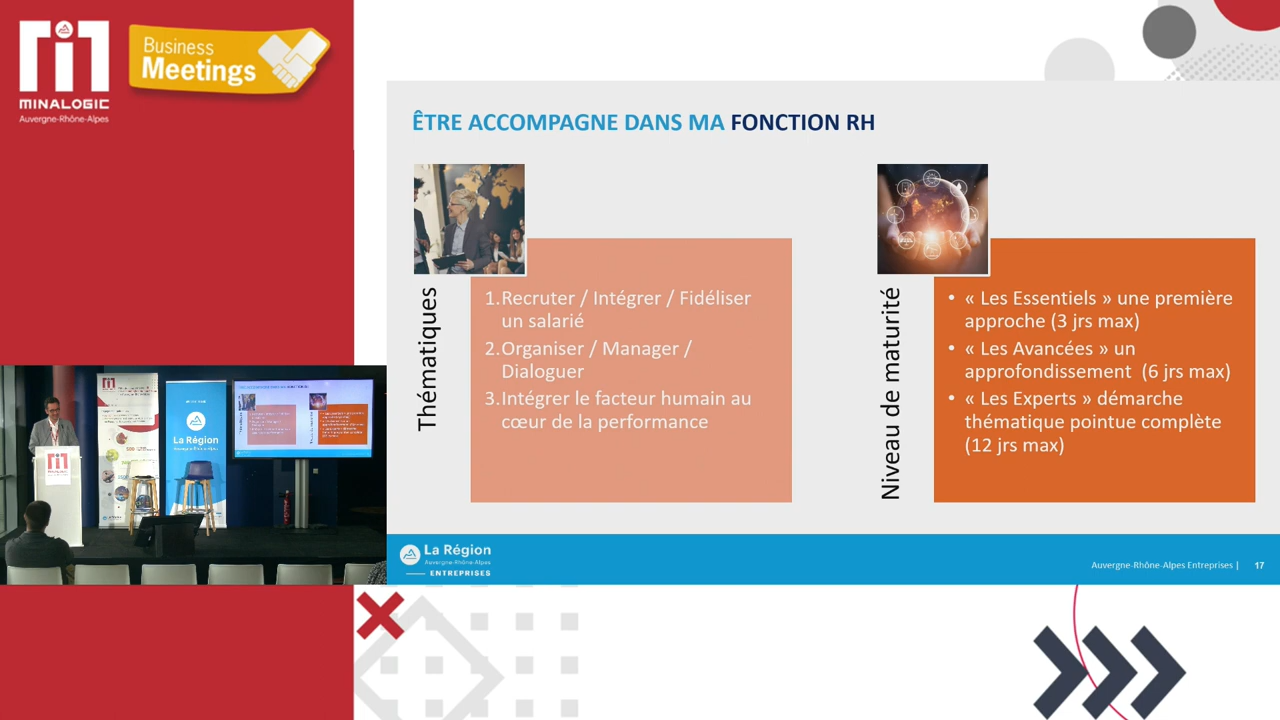 MINALOGIC
Auvergne-Rhône-Alpes
Business
Meetings
ÊTRE ACCOMPAGNE DANS MA FONCTION RH
Thématiques
1.Recruter / Intégrer / Fidéliser
un salarié
2.Organiser / Manager /
Dialoguer
3.Intégrer le facteur humain au
cœur de la performance
Niveau de maturité
• « Les Essentiels » une première
approche (3 jrs max)
• « Les Avancées » un
approfondissement (6 jrs max)
• « Les Experts » démarche
thématique pointue complète
(12 jrs max)
La Région
Auvergne-Rhône-Alpes
ENTREPRISES
Auvergne-Rhône-Alpes Entreprises | 17
La Région